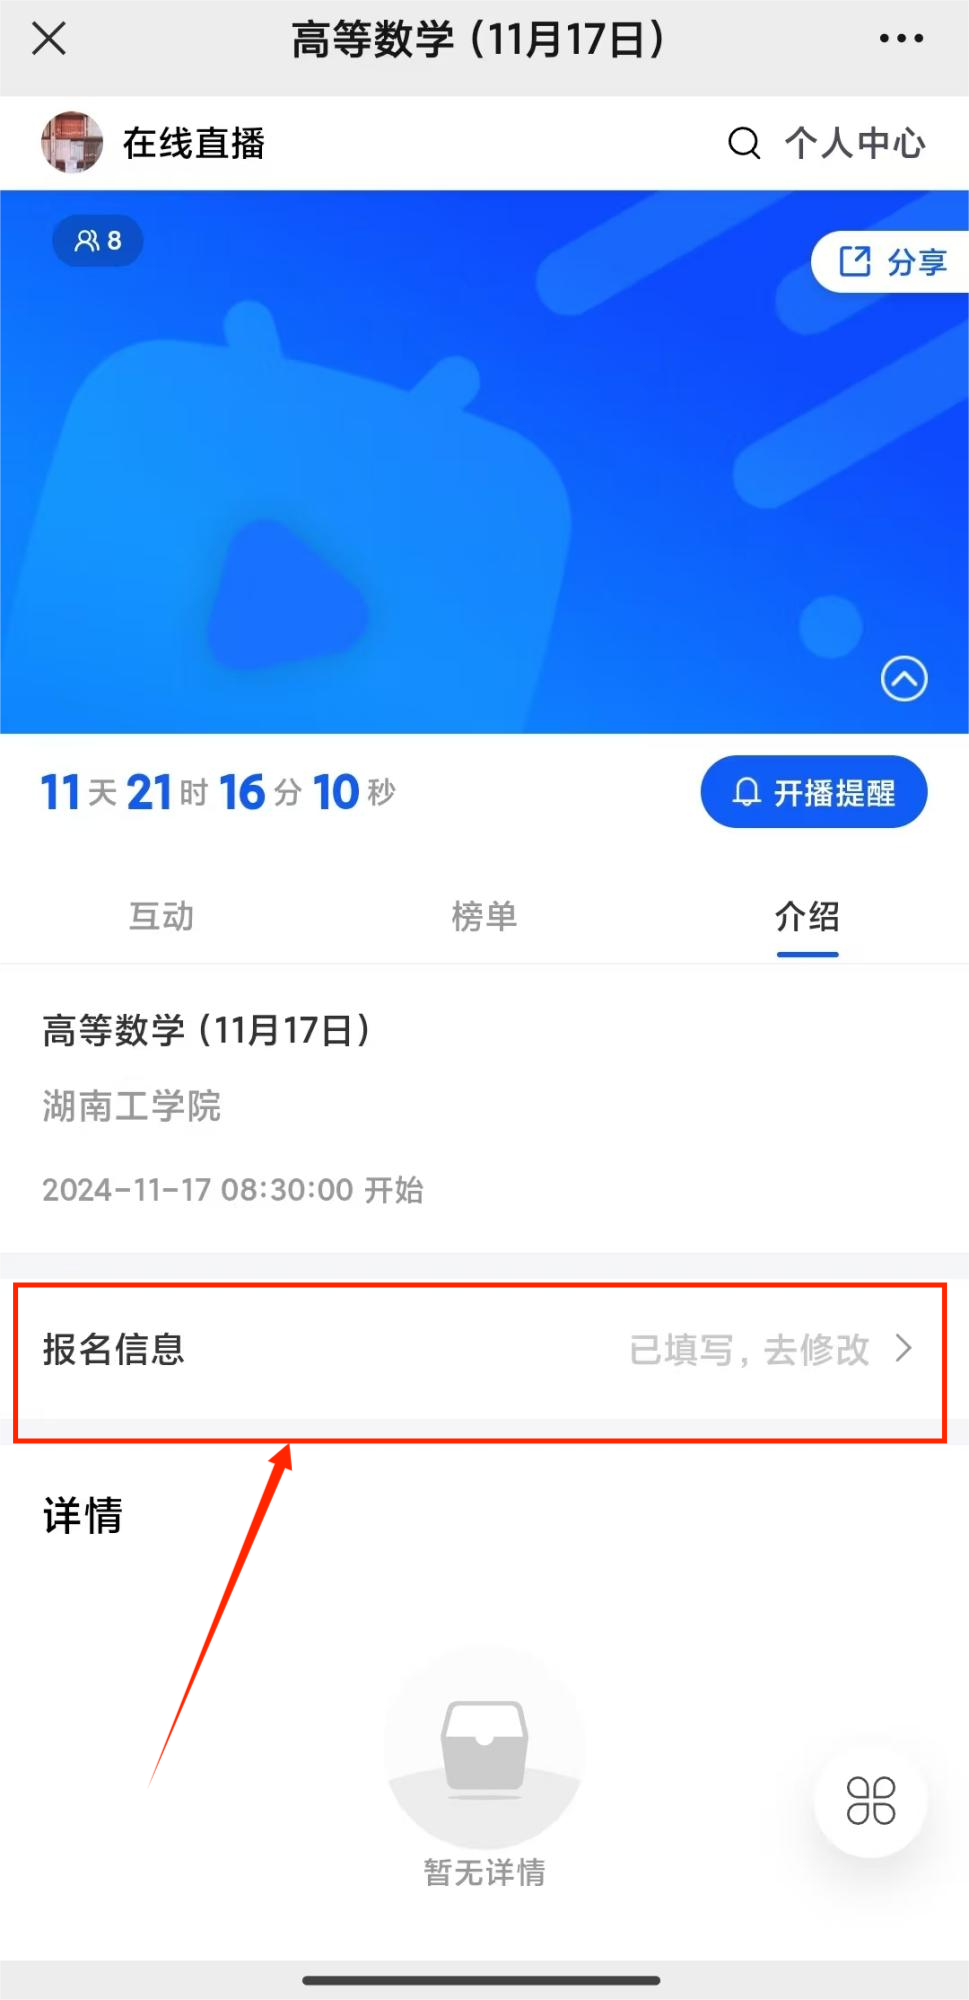 高等数学（11月17日）
在线直播
个人中心
8
分享
11天21时16分10秒
开播提醒
互动
榜单
介绍
高等数学（11月17日）
湖南工学院
2024-11-17 08:30:00 开始
报名信息
已填写，去修改
详情
暂无详情